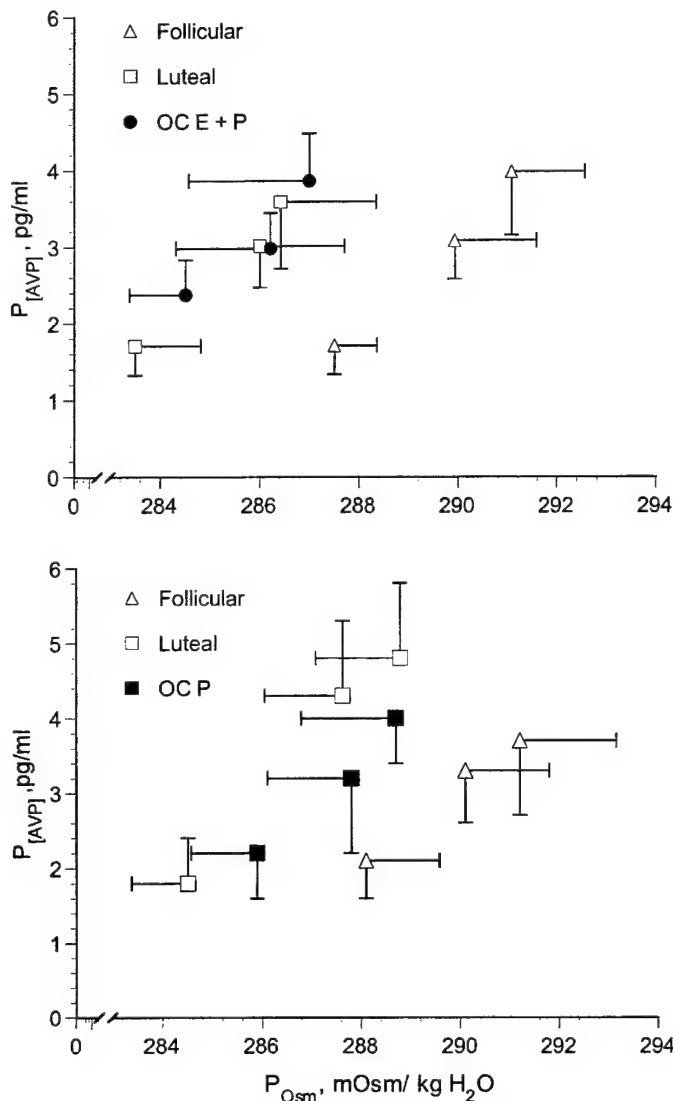 6
5
4
3
2
1
0
P[AVP], pg/ml
△ Follicular
□ Luteal
● OC E + P
0 284 286 288 290 292 294
6
5
4
3
2
1
0
P[AVP],pg/ml
△ Follicular
□ Luteal
■ OC P
0 284 286 288 290 292 294
POsm, mOsm/ kg H2O